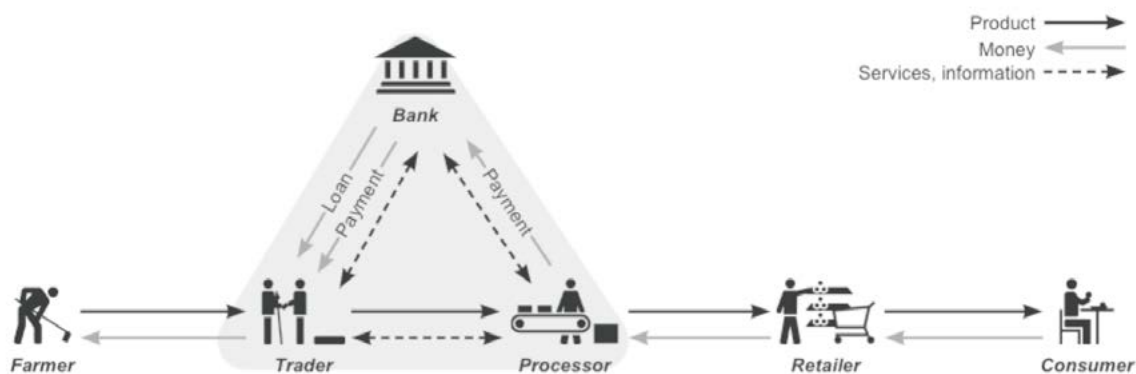 Product
Money
Services, information
Bank
Loan
Payment
Payment
Farmer
Trader
Processor
Retailer
Consumer